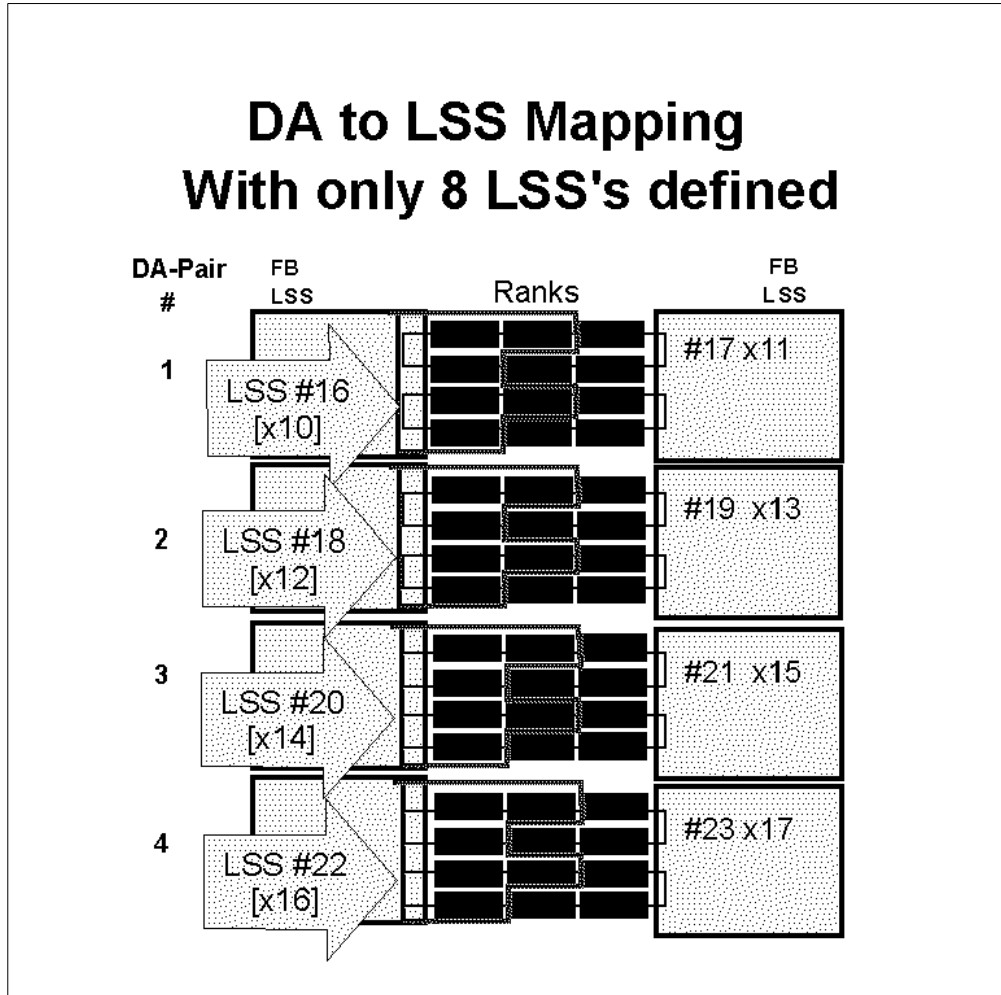 DA to LSS Mapping
With only 8 LSS's defined
DA-Pair
#
FB
LSS
Ranks
FB
LSS
1
LSS #16
[x10]
#17 x11
2
LSS #18
[x12]
#19 x13
3
LSS #20
[x14]
#21 x15
4
LSS #22
[x16]
#23 x17